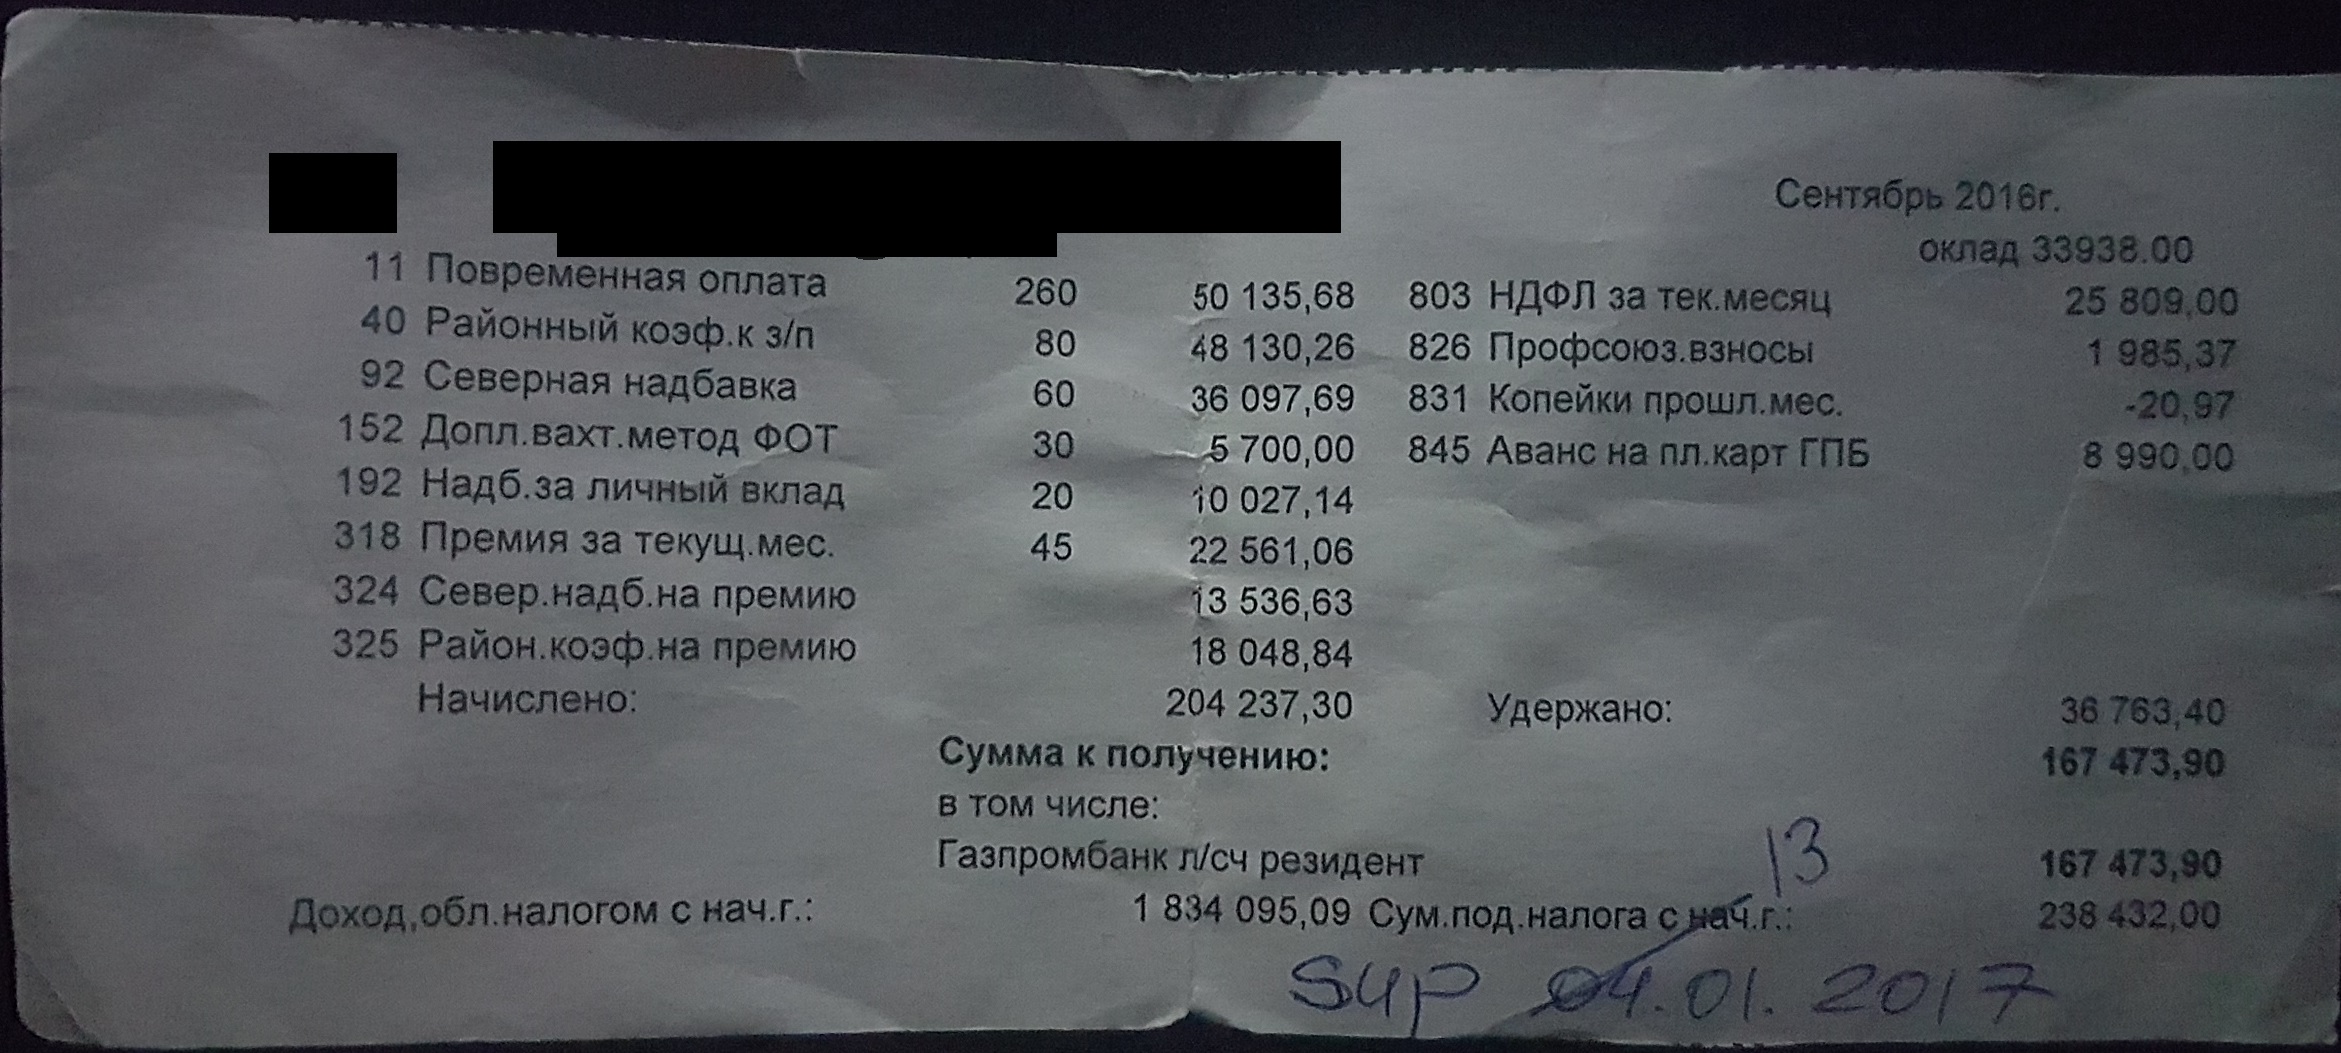 Сентябрь 2016г.
оклад 33938.00
11 Повременная оплата 260 50 135,68 803 НДФЛ за тек.месяц 25 809,00
40 Районный коэф.к з/п 80 48 130,26 826 Профсоюз.взносы 1 985,37
92 Северная надбавка 60 36 097,69 831 Копейки прошл.мес. -20,97
152 Допл.вахт.метод ФОТ 30 5 700,00 845 Аванс на пл.карт ГПБ 8 990,00
192 Надб.за личный вклад 20 10 027,14
318 Премия за текущ.мес. 45 22 561,06
324 Север.надб.на премию 13 536,63
325 Район.коэф.на премию 18 048,84
Начислено: 204 237,30 Удержано: 36 763,40
Сумма к получению: 167 473,90
в том числе:
13
Газпромбанк л/сч резидент 167 473,90
Доход,обл.налогом с нач.г.: 1 834 095,09 Сум.под.налога с нач.г.: 238 432,00
Sup 04.01.2017